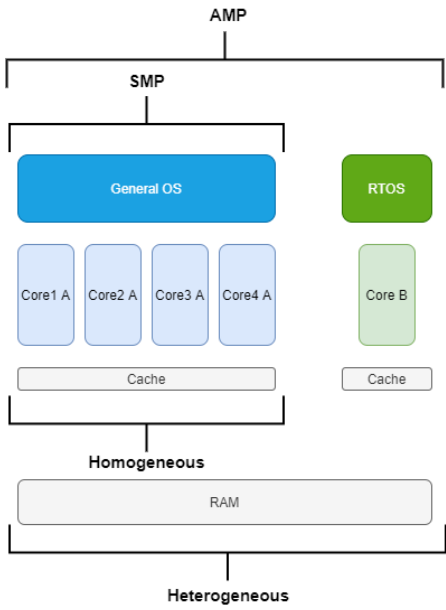 AMP
SMP
General OS
RTOS
Core1 A
Core2 A
Core3 A
Core4 A
Core B
Cache
Cache
Homogeneous
RAM
Heterogeneous